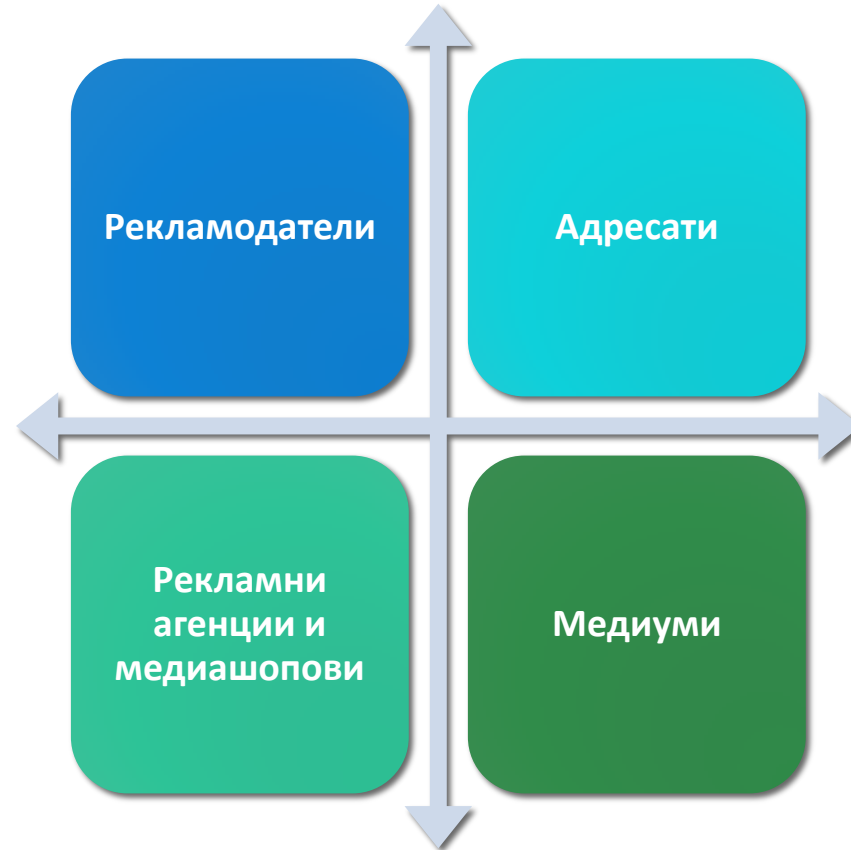 Рекламодатели
Адресати
Рекламни
агенции и
медиашопови
Медиуми